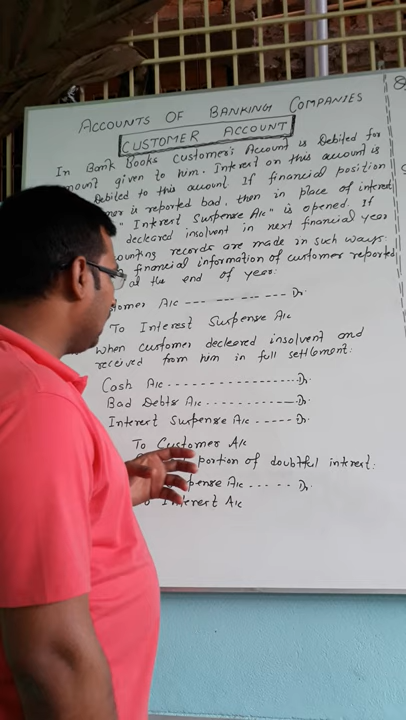 ACCOUNTS OF BANKING COMPANIES
CUSTOMER ACCOUNT
In Bank Books customer's Account is Debited for
amount given to him. Interest on this account is
Debited to this account. If financial position
is reported bad, then in place of interest
" Interest Suspense A/c" is opened. If
declared insolvent in next financial year
records are made in such ways:
financial information of customer reported
at the end of year:
A/c --- --- --- --- Dr.
To Interest Suspense A/c
When customer decleered insolvent and
received from him in full settlement:
Cash A/c ---------------- Dr.
Bad Debts A/c ------------ Dr.
Interest Suspense A/c ----- Dr.
To Customer A/c
portion of doubtful interest:
A/c ----- Dr.
Interest A/c